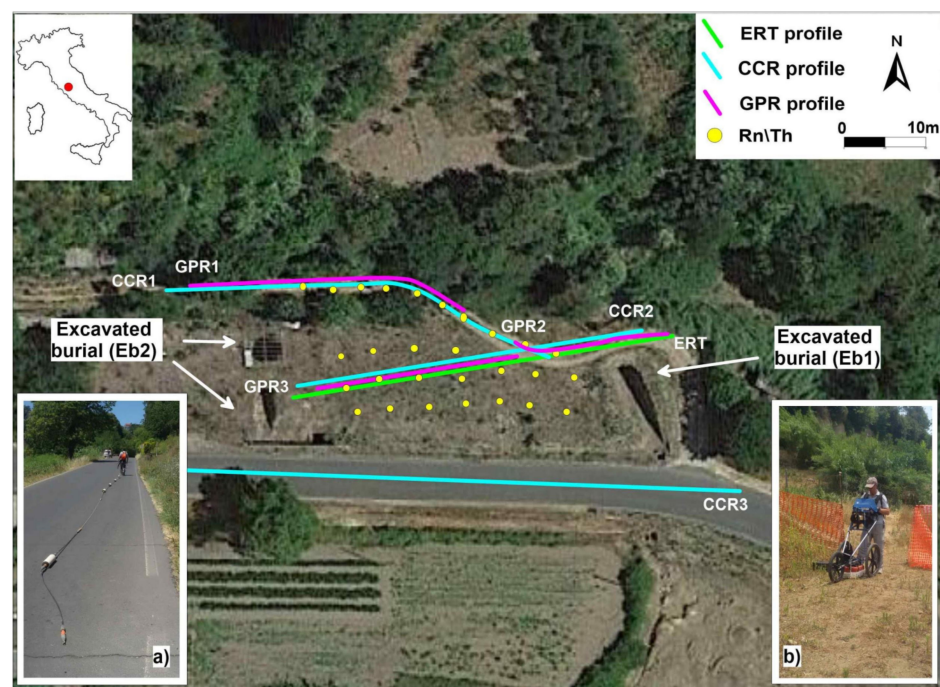 ERT profile
CCR profile
GPR profile
Rn\Th
N
0 10m
GPR1
CCR1
CCR2
GPR2
ERT
Excavated
burial (Eb2)
Excavated
burial (Eb1)
GPR3
CCR3
a)
b)